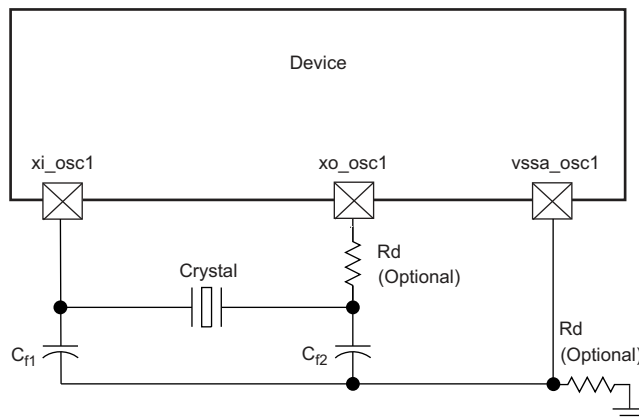 Device
xi_osc1
xo_osc1
vssa_osc1
Rd
(Optional)
Crystal
Cf1
Cf2
Rd
(Optional)